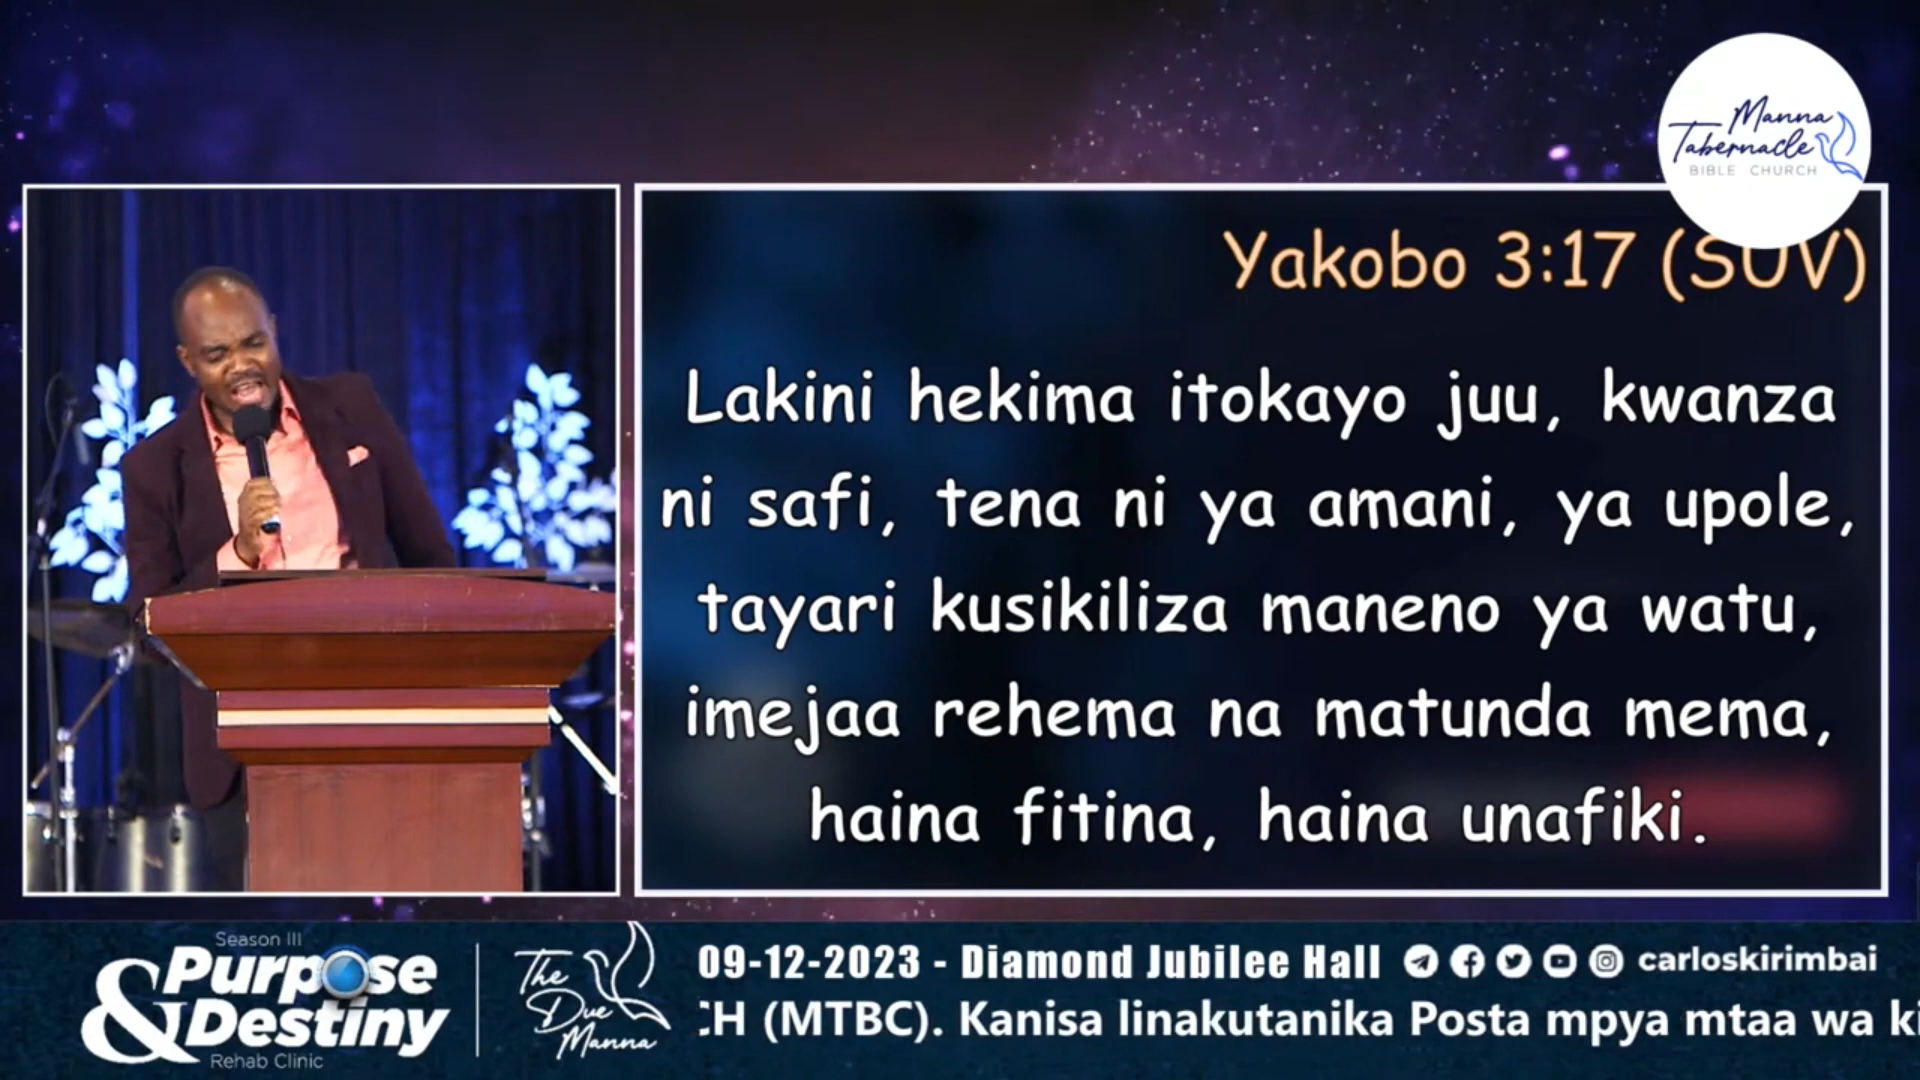 Manna
Tabernacle
BIBLE CHURCH
Yakobo 3:17 (SUV)
Lakini hekima itokayo juu, kwanza
ni safi, tena ni ya amani, ya upole,
tayari kusikiliza maneno ya watu,
imejaa rehema na matunda mema,
haina fitina, haina unafiki.
Season III
Purpose
& Destiny
Rehab Clinic
The
Due
Manna
09-12-2023 - Diamond Jubilee Hall carloskirimbai
(MTBC). Kanisa linakutanika Posta mpya mtaa wa